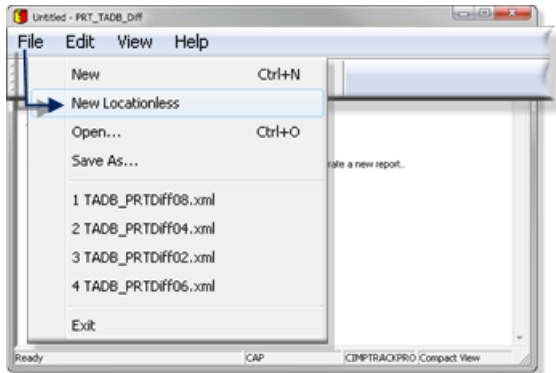 Untitled - PRT_TADB_Diff
File Edit View Help
New Ctrl+N
New Locationless
Open... Ctrl+O
Save As...
rate a new report..
1 TADB_PRTDiff08.xml
2 TADB_PRTDiff04.xml
3 TADB_PRTDiff02.xml
4 TADB_PRTDiff06.xml
Exit
Ready CAP CIMPTRACKPRO Compact View